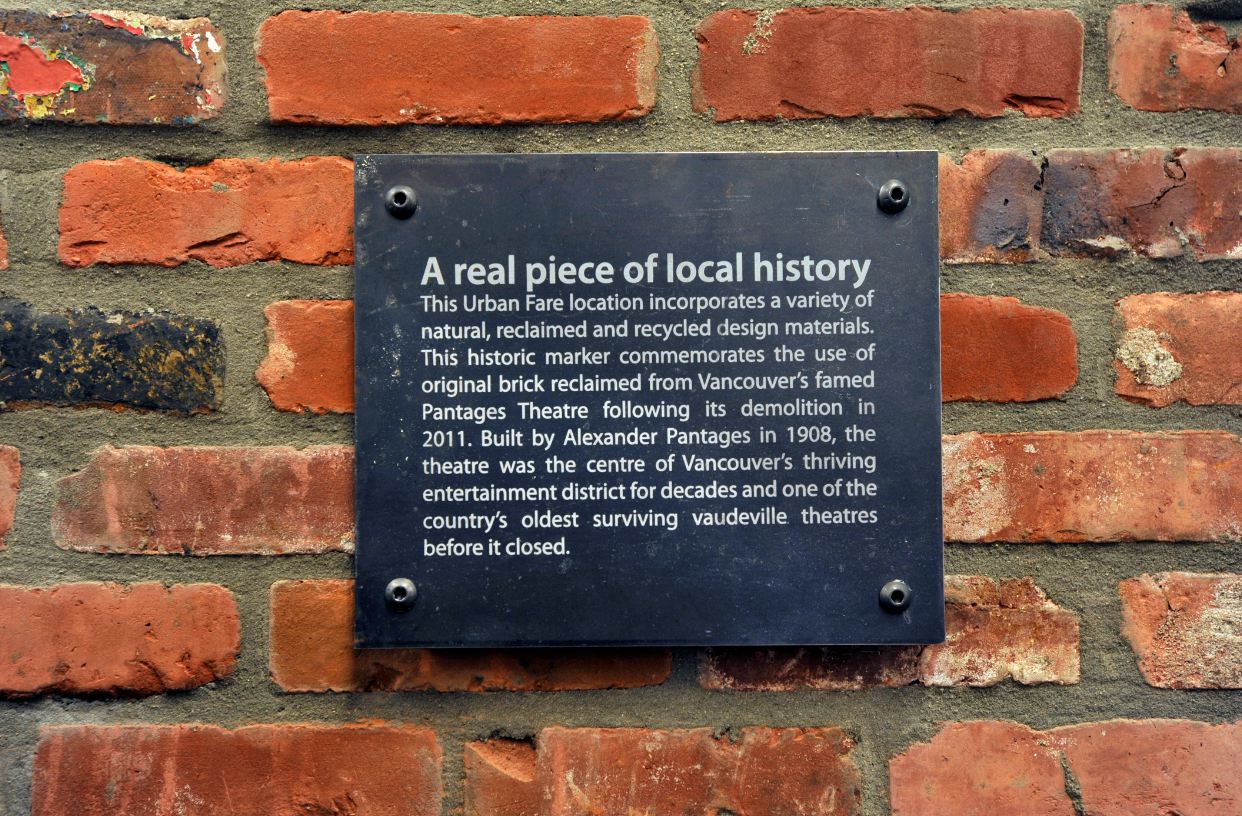 A real piece of local history
This Urban Fare location incorporates a variety of
natural, reclaimed and recycled design materials.
This historic marker commemorates the use of
original brick reclaimed from Vancouver's famed
Pantages Theatre following its demolition in
2011. Built by Alexander Pantages in 1908, the
theatre was the centre of Vancouver's thriving
entertainment district for decades and one of the
country's oldest surviving vaudeville theatres
before it closed.